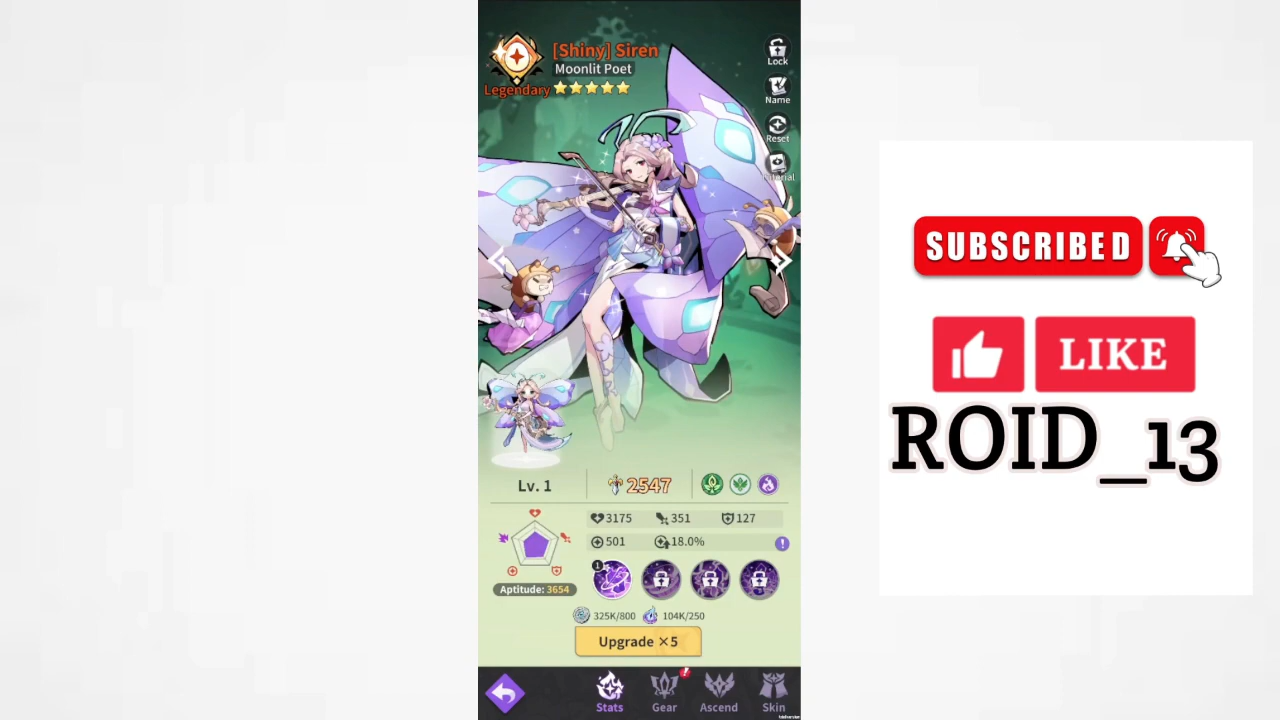 [Shiny] Siren
Moonlit Poet
Legendary
Lock
Name
Reset
Lv. 1
2547
3175
351
127
501
18.0%
Aptitude: 3654
1
325K/800
104K/250
Upgrade ×5
Stats
Gear
Ascend
Skin
SUBSCRIBED
LIKE
ROID_13